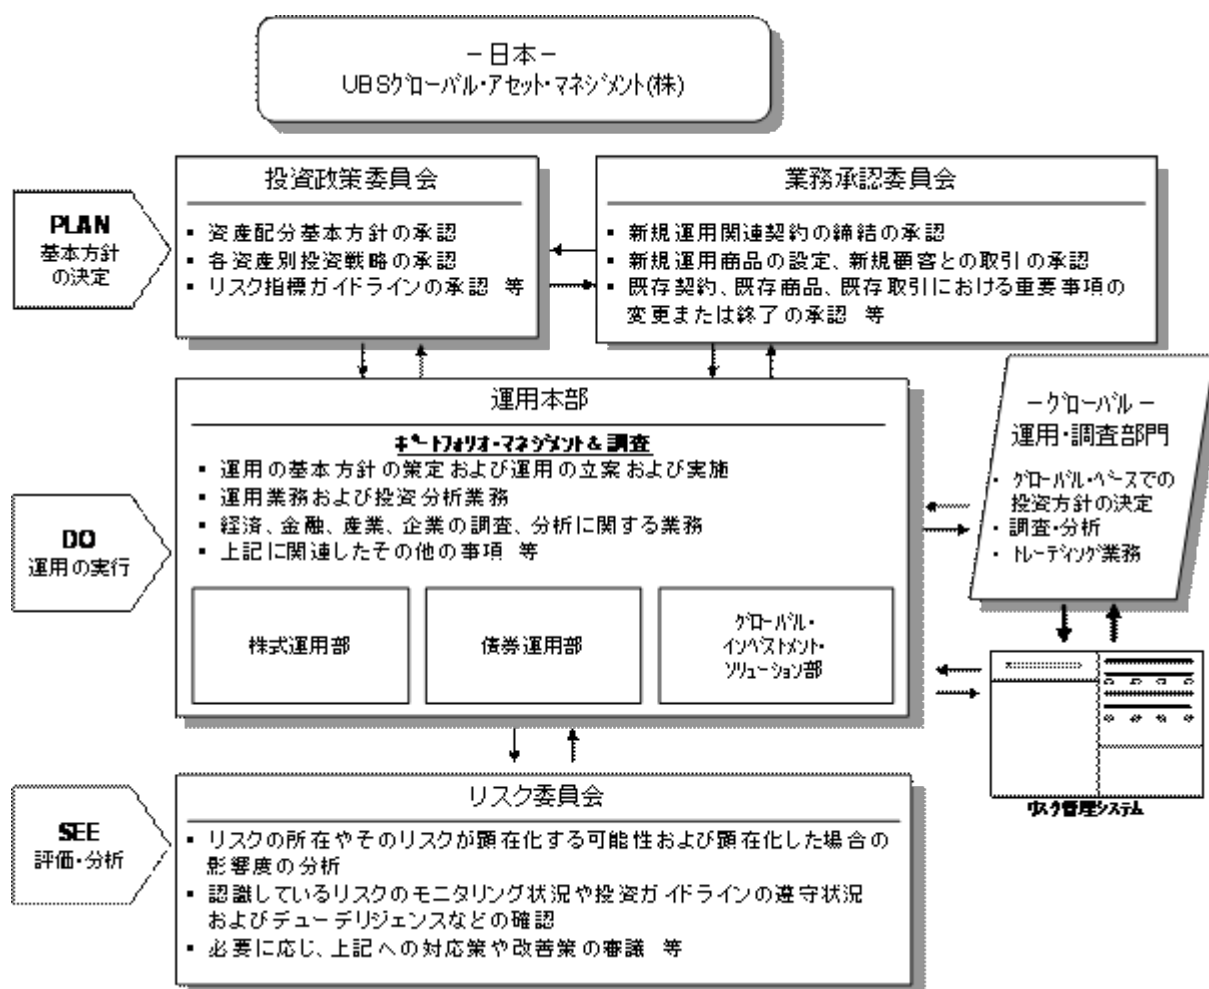 －日本－
UBSｸﾞﾛｰﾊﾞﾙ・ｱｾｯﾄ・ﾏﾈｼﾞﾒﾝﾄ(株)
PLAN
基本方針
の決定
投資政策委員会
▪ 資産配分基本方針の承認
▪ 各資産別投資戦略の承認
▪ リスク指標ガイドラインの承認 等
業務承認委員会
▪ 新規運用関連契約の締結の承認
▪ 新規運用商品の設定、新規顧客との取引の承認
▪ 既存契約、既存商品、既存取引における重要事項の
変更または終了の承認 等
DO
運用の実行
運用本部
ﾎﾟｰﾄﾌｫﾘｵ・ﾏﾈｼﾞﾒﾝﾄ＆調査
▪ 運用の基本方針の策定および運用の立案および実施
▪ 運用業務および投資分析業務
▪ 経済、金融、産業、企業の調査、分析に関する業務
▪ 上記に関連したその他の事項 等
株式運用部
債券運用部
ｸﾞﾛｰﾊﾞﾙ・
ｲﾝﾍﾞｽﾄﾒﾝﾄ・
ｿﾘｭｰｼｮﾝ部
－ｸﾞﾛｰﾊﾞﾙ－
運用・調査部門
▪ ｸﾞﾛｰﾊﾞﾙ・ﾍﾞｰｽでの
投資方針の決定
▪ 調査・分析
▪ ﾄﾚｰﾃﾞｨﾝｸﾞ業務
ﾘｽｸ管理ｼｽﾃﾑ
SEE
評価・分析
リスク委員会
▪ リスクの所在やそのリスクが顕在化する可能性および顕在化した場合の
影響度の分析
▪ 認識しているリスクのモニタリング状況や投資ガイドラインの遵守状況
およびデューデリジェンスなどの確認
▪ 必要に応じ、上記への対応策や改善策の審議 等